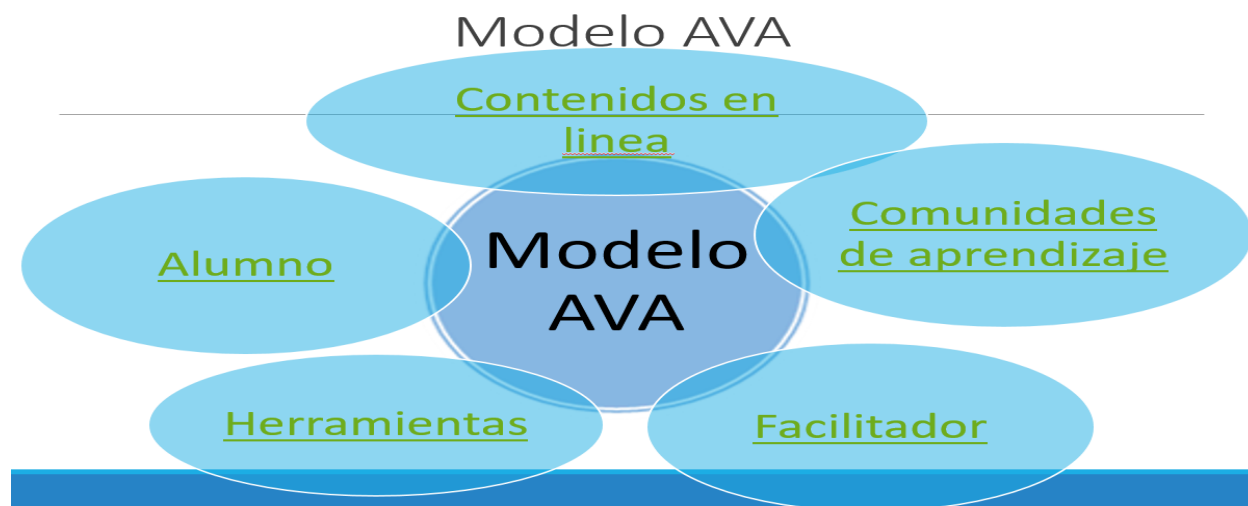 Modelo AVA
Contenidos en
linea
Comunidades
de aprendizaje
Alumno
Modelo
AVA
Herramientas
Facilitador